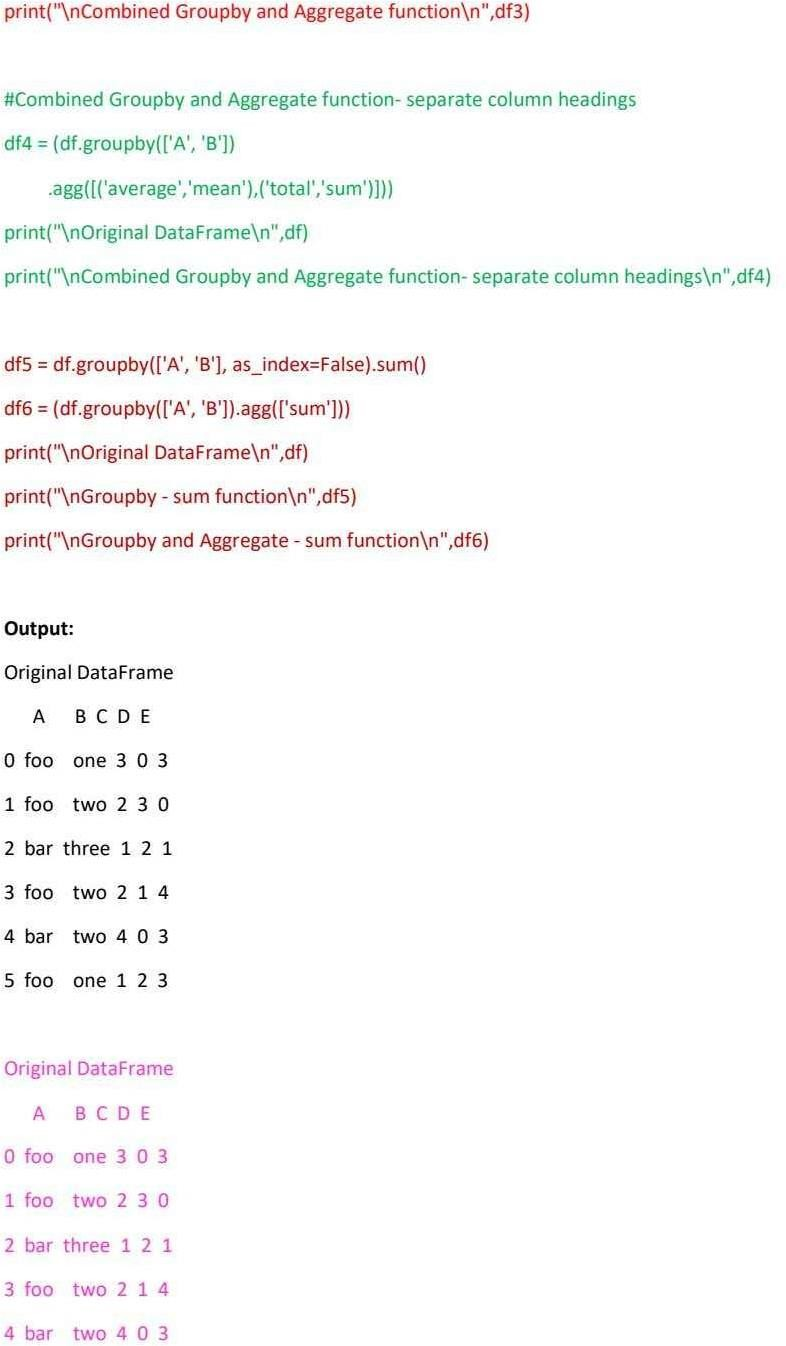 print("\nCombined Groupby and Aggregate function\n",df3)
#Combined Groupby and Aggregate function- separate column headings
df4 = (df.groupby(['A', 'B'])
.agg([('average','mean'),('total','sum')]))
print("\nOriginal DataFrame\n",df)
print("\nCombined Groupby and Aggregate function- separate column headings\n",df4)
df5 = df.groupby(['A', 'B'], as_index=False).sum()
df6 = (df.groupby(['A', 'B']).agg(['sum']))
print("\nOriginal DataFrame\n",df)
print("\nGroupby - sum function\n",df5)
print("\nGroupby and Aggregate - sum function\n",df6)
Output:
Original DataFrame
A B C D E
0 foo one 3 0 3
1 foo two 2 3 0
2 bar three 1 2 1
3 foo two 2 1 4
4 bar two 4 0 3
5 foo one 1 2 3
Original DataFrame
A B C D E
0 foo one 3 0 3
1 foo two 2 3 0
2 bar three 1 2 1
3 foo two 2 1 4
4 bar two 4 0 3